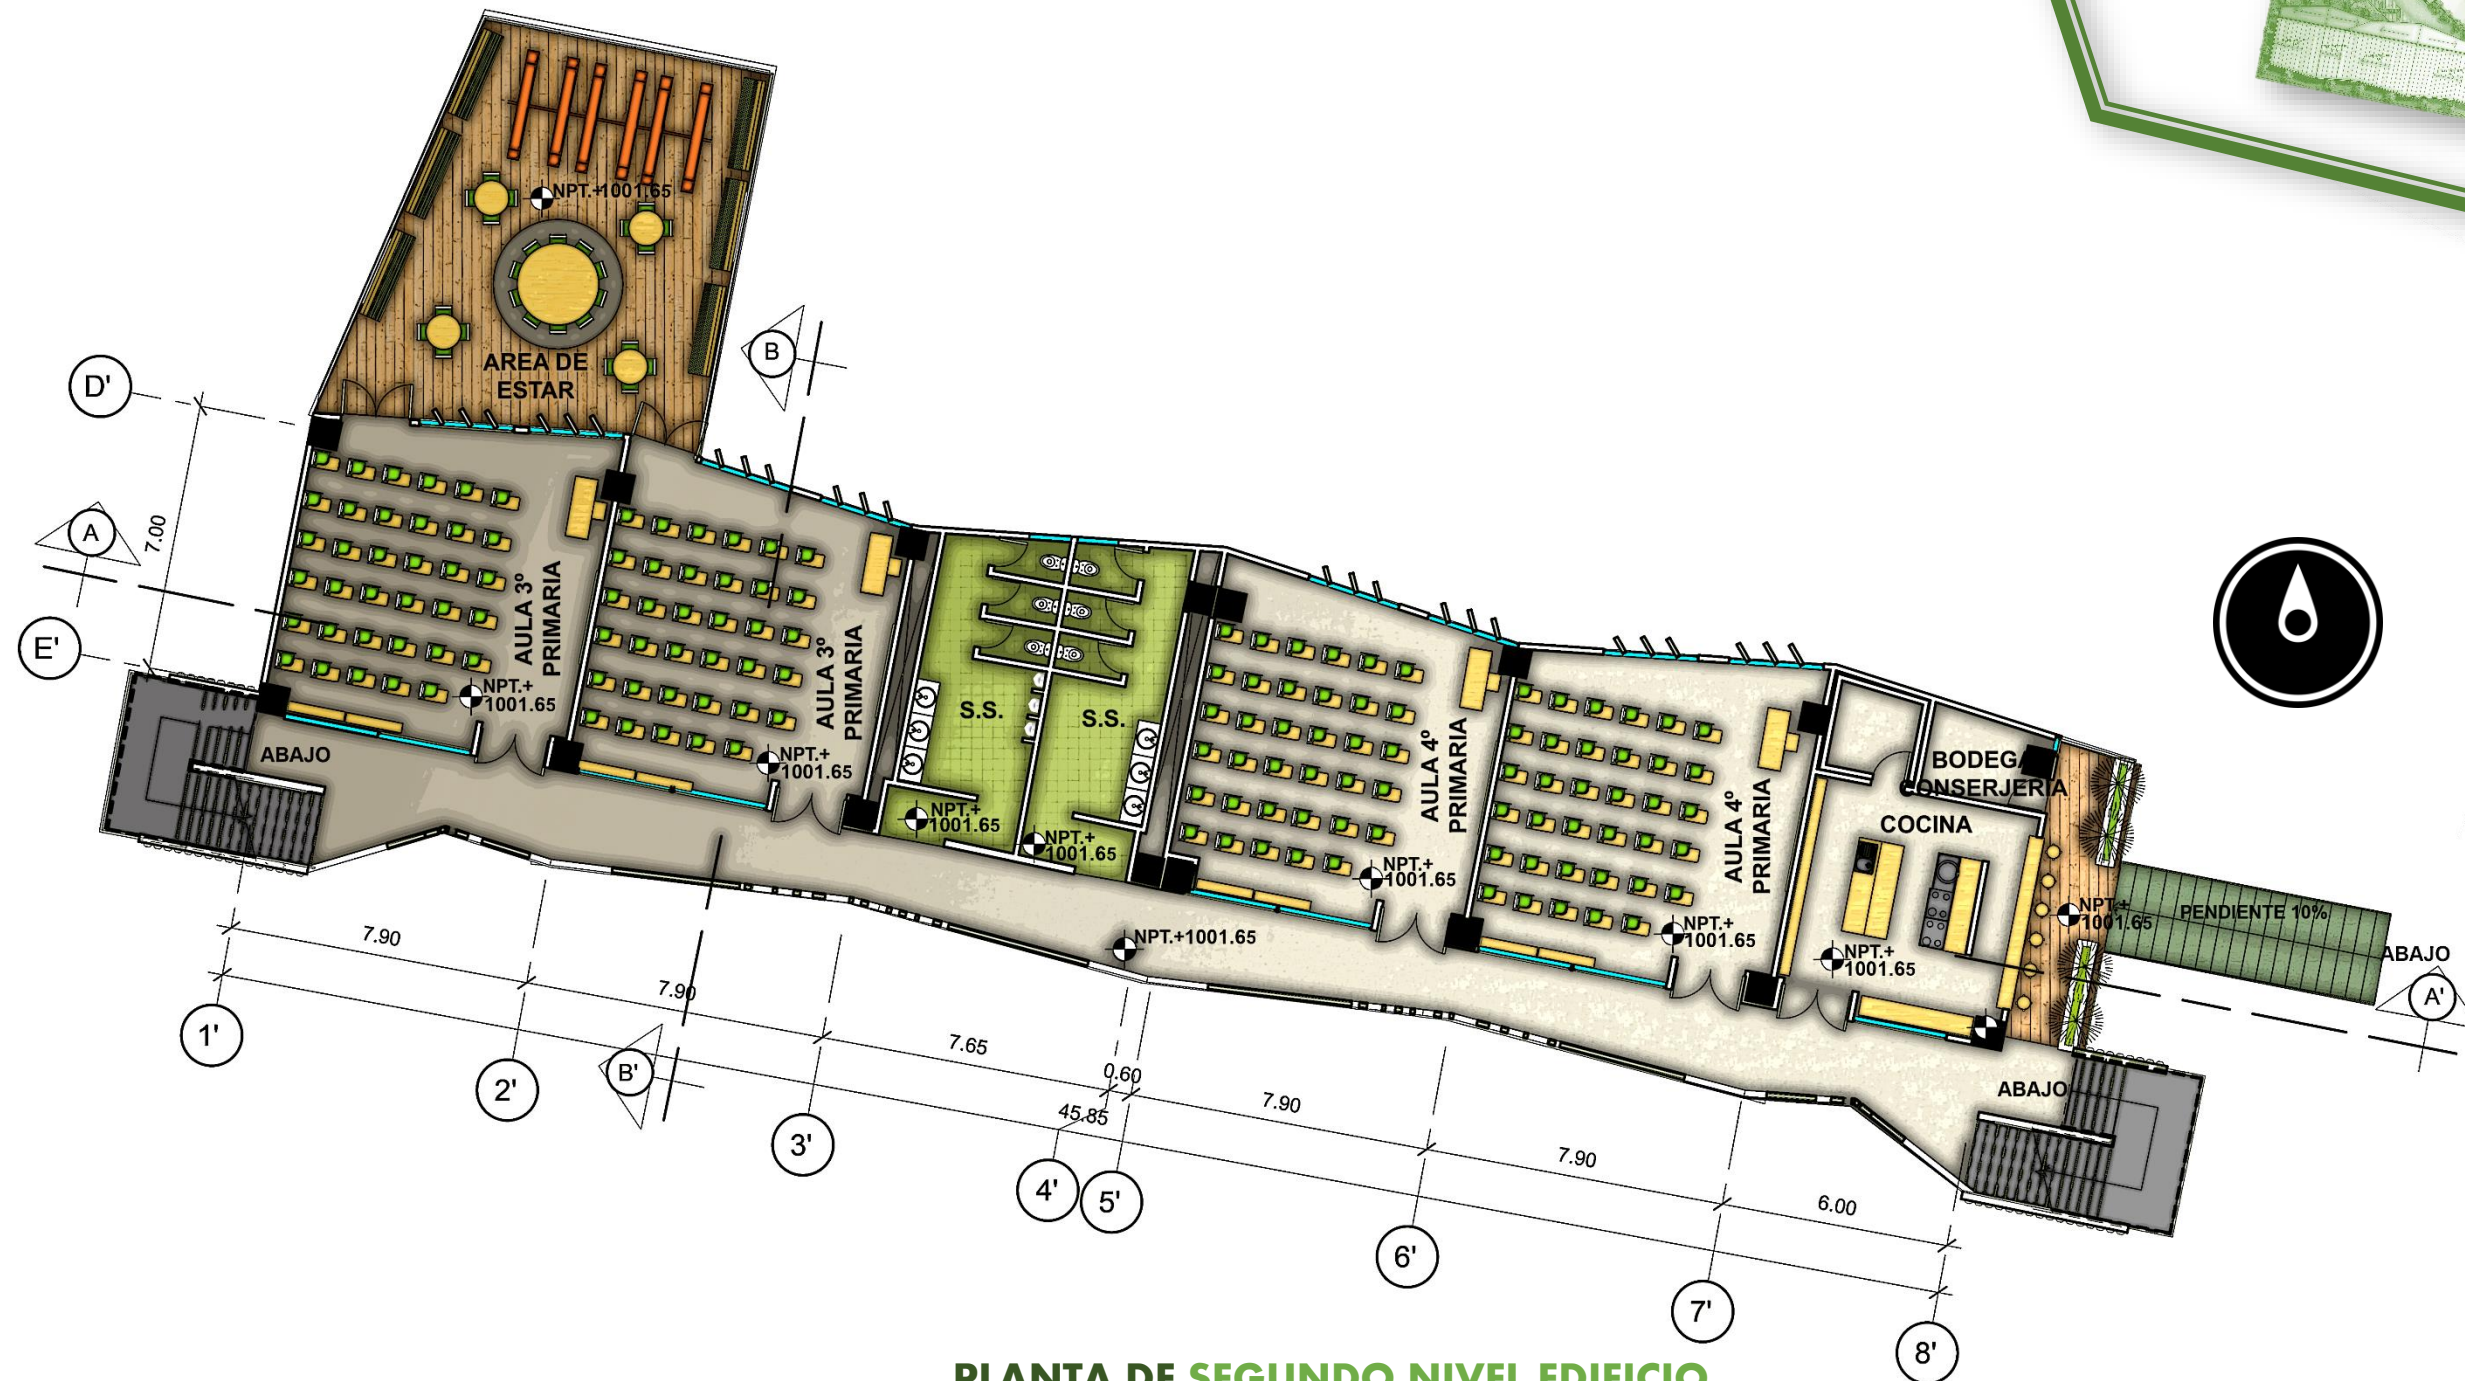 NPT.+1001.65
AREA DE
ESTAR
B
D'
A
7.00
E'
AULA 3º
PRIMARIA
NPT.+
1001.65
ABAJO
AULA 3º
PRIMARIA
NPT.+
1001.65
S.S.
S.S.
NPT.+
1001.65
NPT.+
1001.65
AULA 4º
PRIMARIA
NPT.+
1001.65
AULA 4º
PRIMARIA
NPT.+
1001.65
BODEGA
CONSERJERIA
COCINA
NPT.+
1001.65
NPT.+
1001.65
PENDIENTE 10%
ABAJO
A'
NPT.+1001.65
ABAJO
7.90
7.90
7.65
0.60
45.85
7.90
7.90
6.00
B'
1'
2'
3'
4'
5'
6'
7'
8'
PLANTA DE SEGUNDO NIVEL EDIFICIO